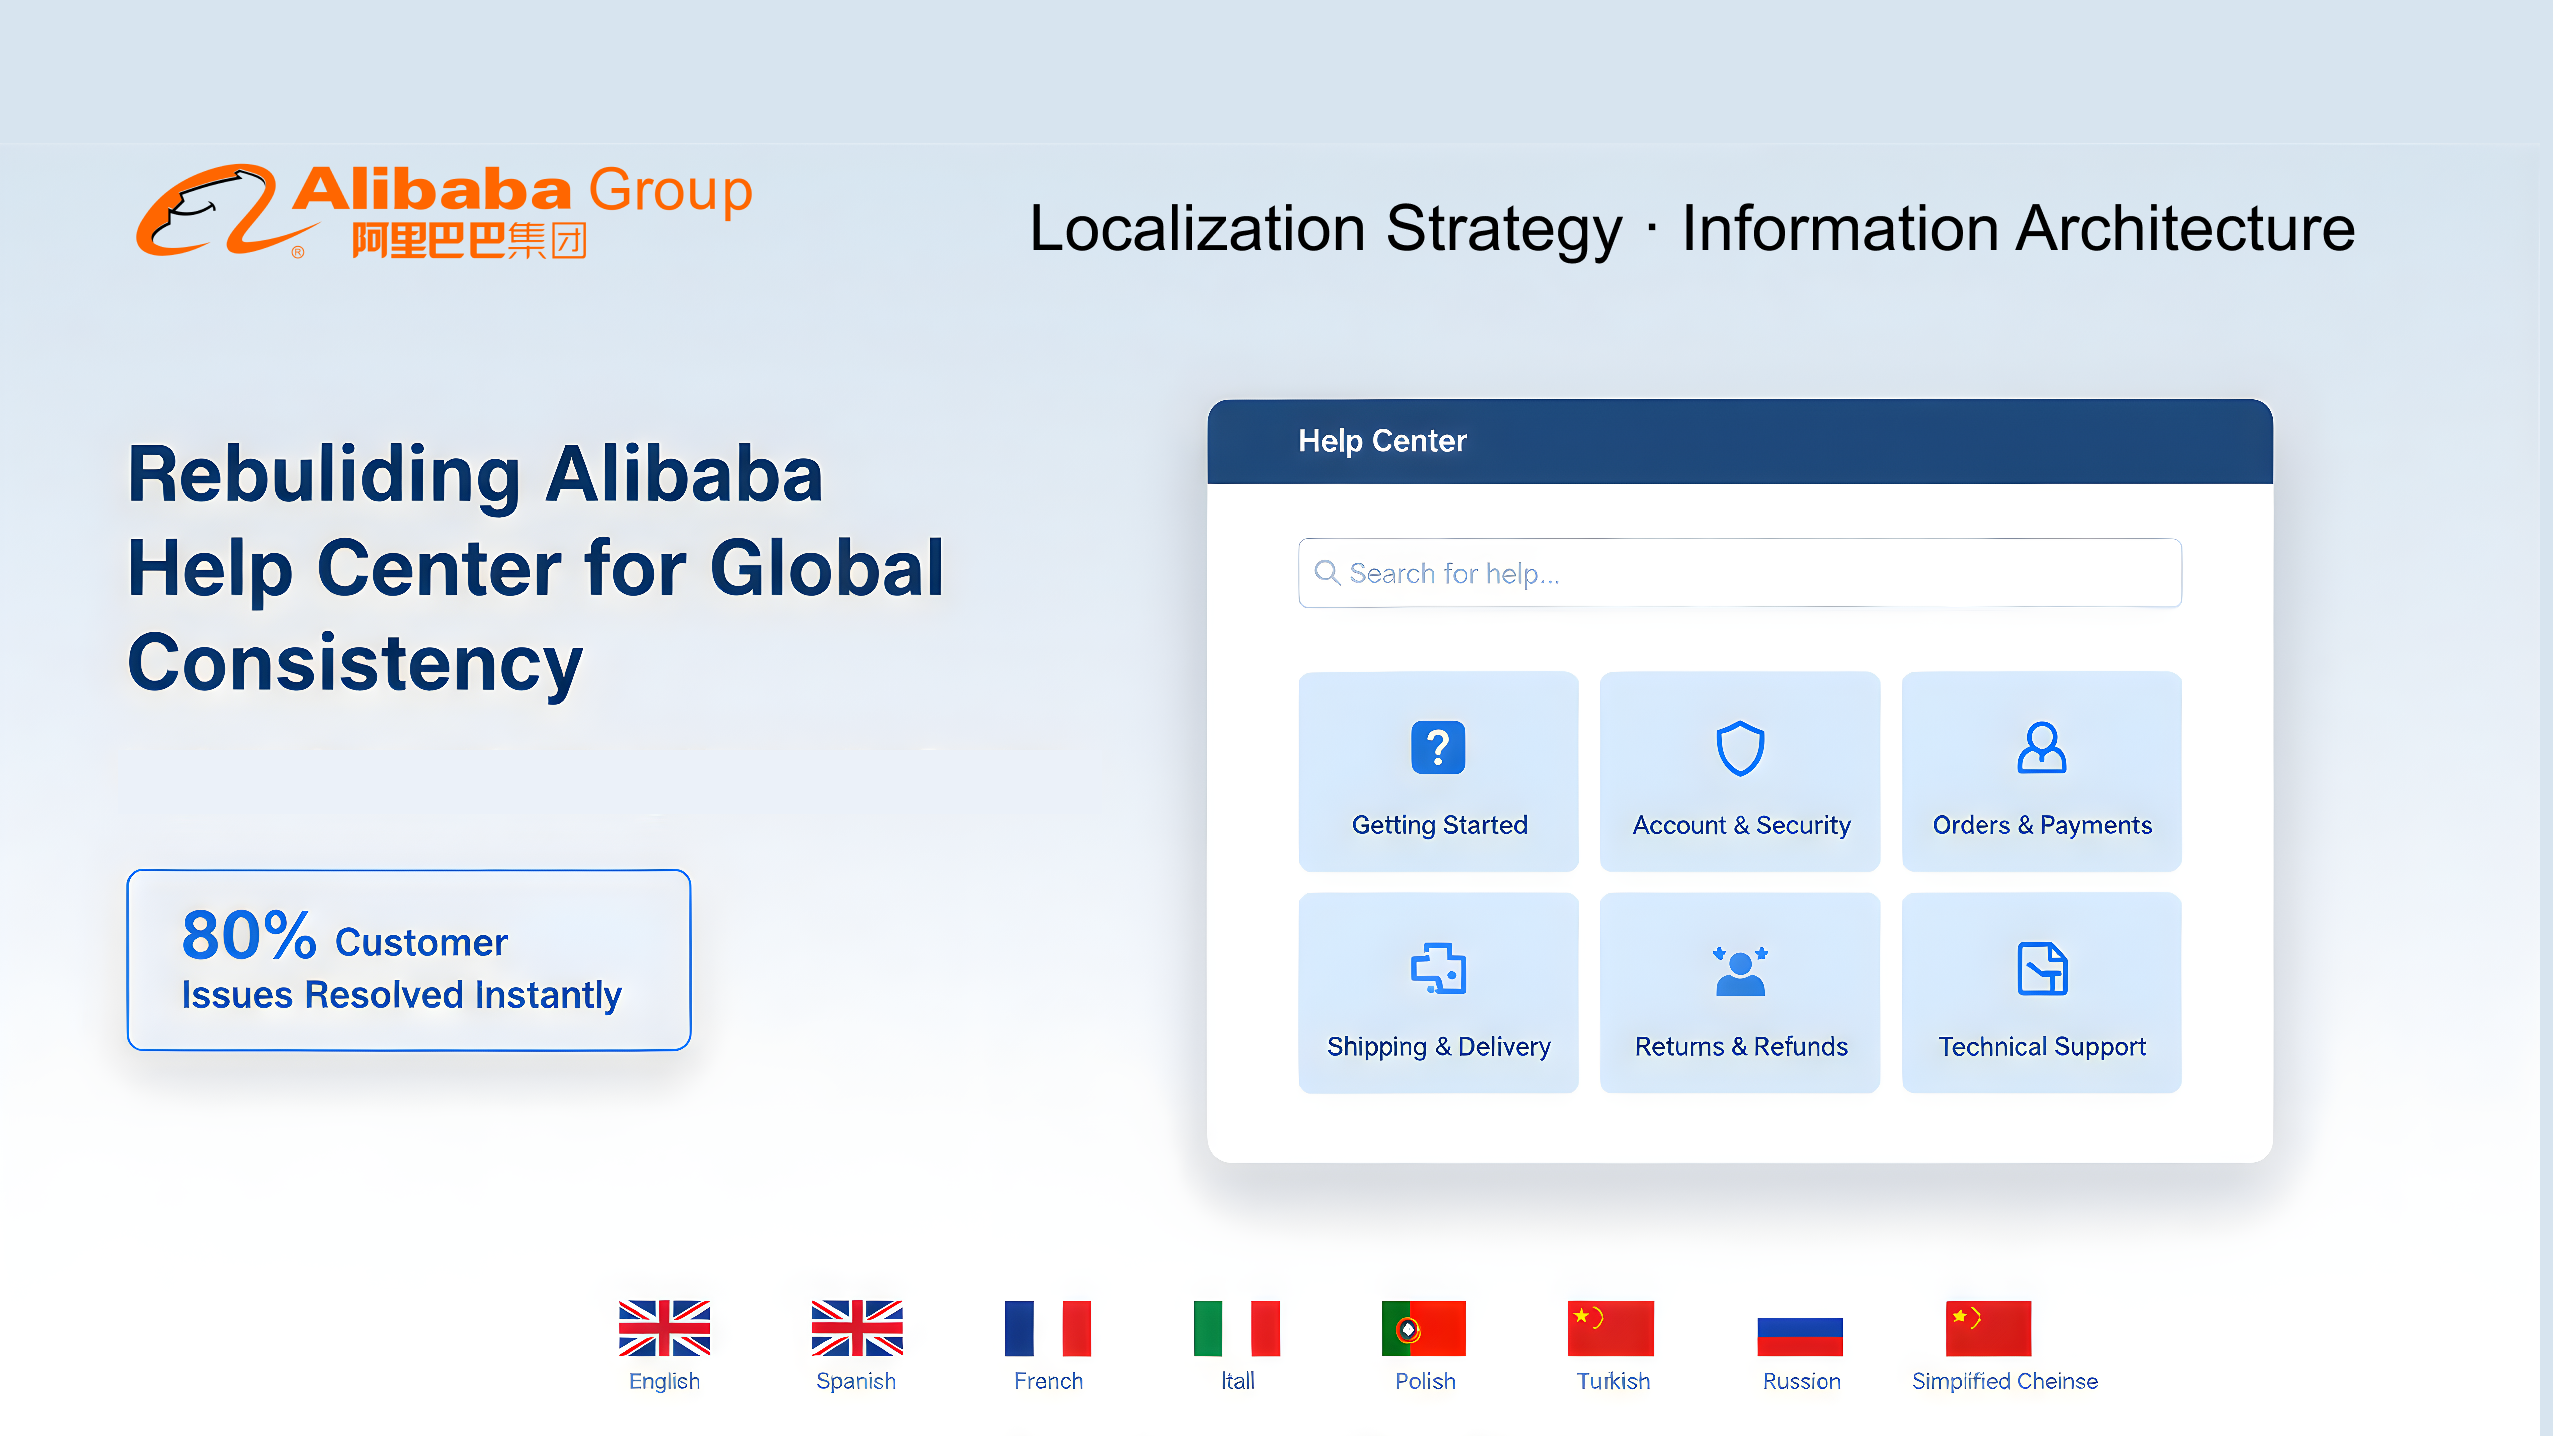 Alibaba Group
阿里巴巴集团
®
Localization Strategy · Information Architecture
Rebuliding Alibaba
Help Center for Global
Consistency
80% Customer
Issues Resolved Instantly
Help Center
Search for help...
?
Getting Started
Account & Security
Orders & Payments
Shipping & Delivery
Returns & Refunds
Technical Support
English
Spanish
French
Itall
Polish
Turkish
Russion
Simplified Cheinse